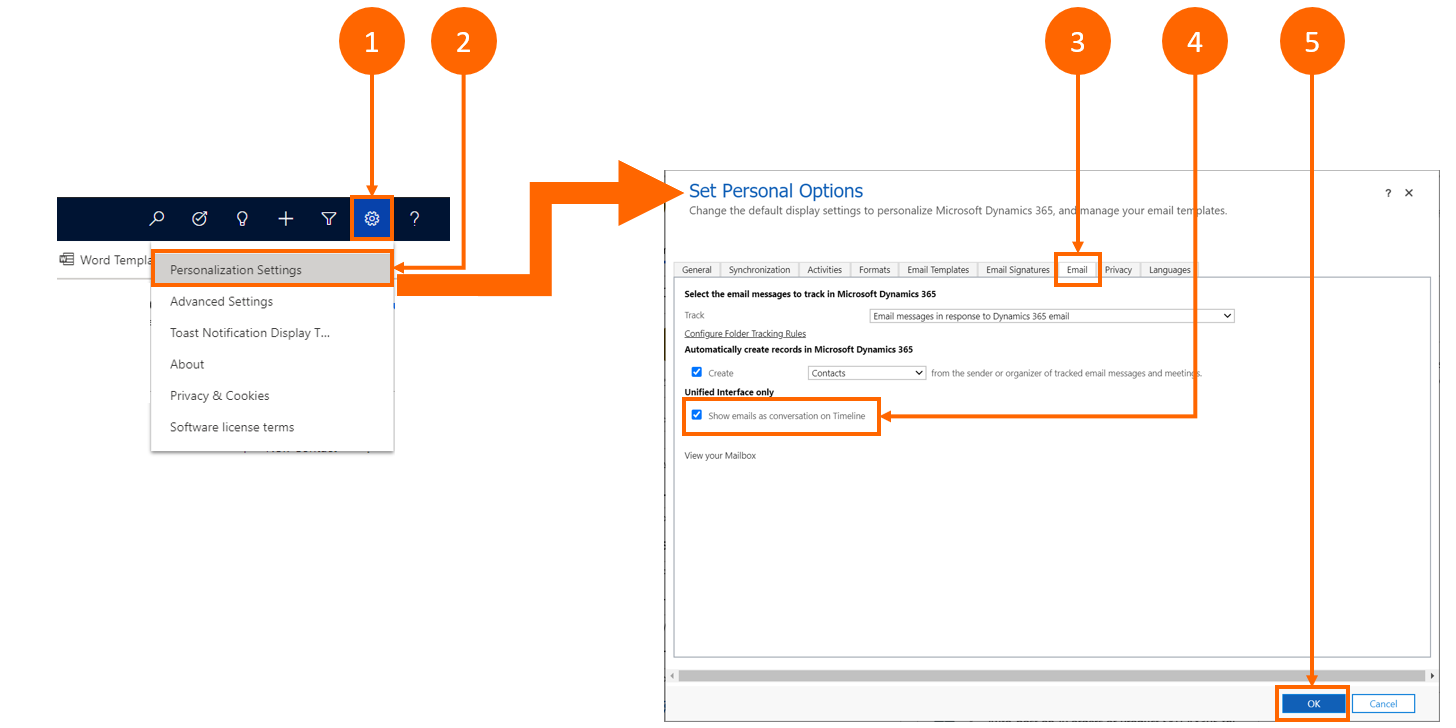 1
2
3
4
5
Word Templa
Personalization Settings
Advanced Settings
Toast Notification Display T...
About
Privacy & Cookies
Software license terms
?
Set Personal Options
? ✕
Change the default display settings to personalize Microsoft Dynamics 365, and manage your email templates.
General Synchronization Activities Formats Email Templates Email Signatures Email Privacy Languages
Select the email messages to track in Microsoft Dynamics 365
Track Email messages in response to Dynamics 365 email
Configure Folder Tracking Rules
Automatically create records in Microsoft Dynamics 365
Create Contacts from the sender or organizer of tracked email messages and meetings.
Unified Interface only
Show emails as conversation on Timeline
View your Mailbox
OK Cancel